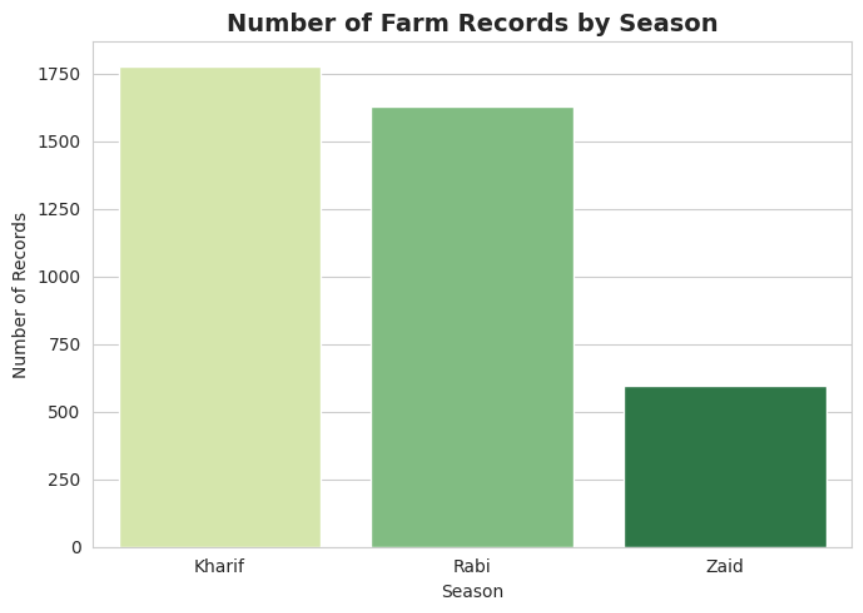 Number of Farm Records by Season
Number of Records
1750
1500
1250
1000
750
500
250
0
Kharif Rabi Zaid
Season